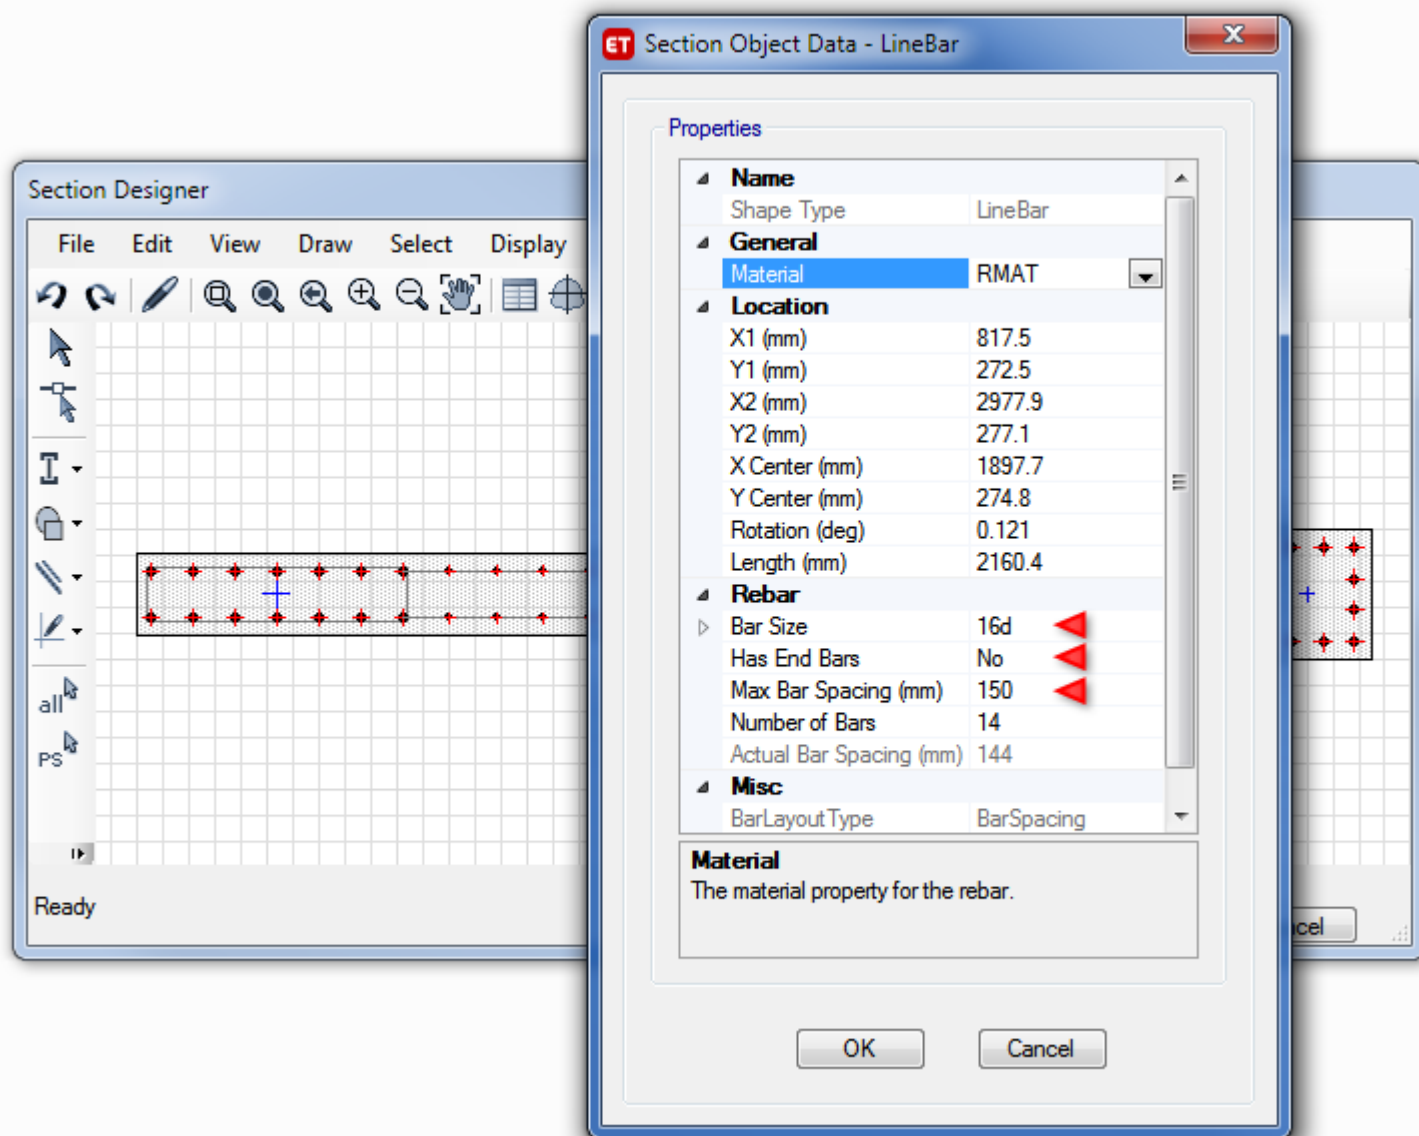 ET Section Object Data - LineBar
Properties
Name
Shape Type LineBar
General
Material RMAT
Location
X1 (mm) 817.5
Y1 (mm) 272.5
X2 (mm) 2977.9
Y2 (mm) 277.1
X Center (mm) 1897.7
Y Center (mm) 274.8
Rotation (deg) 0.121
Length (mm) 2160.4
Rebar
Bar Size 16d
Has End Bars No
Max Bar Spacing (mm) 150
Number of Bars 14
Actual Bar Spacing (mm) 144
Misc
BarLayoutType BarSpacing
Material
The material property for the rebar.
OK Cancel
Section Designer
File Edit View Draw Select Display
all
PS
Ready
ncel